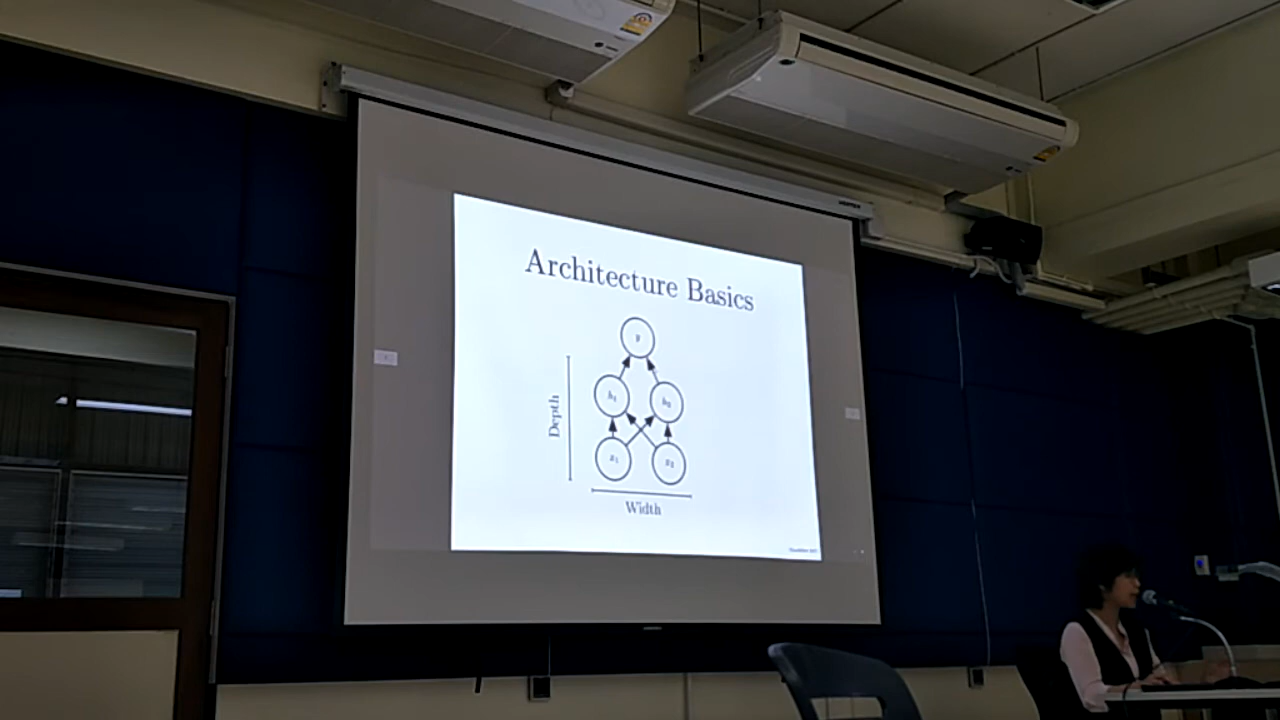 Architecture Basics
y
h₁
h₂
Depth
x₁
x₂
Width